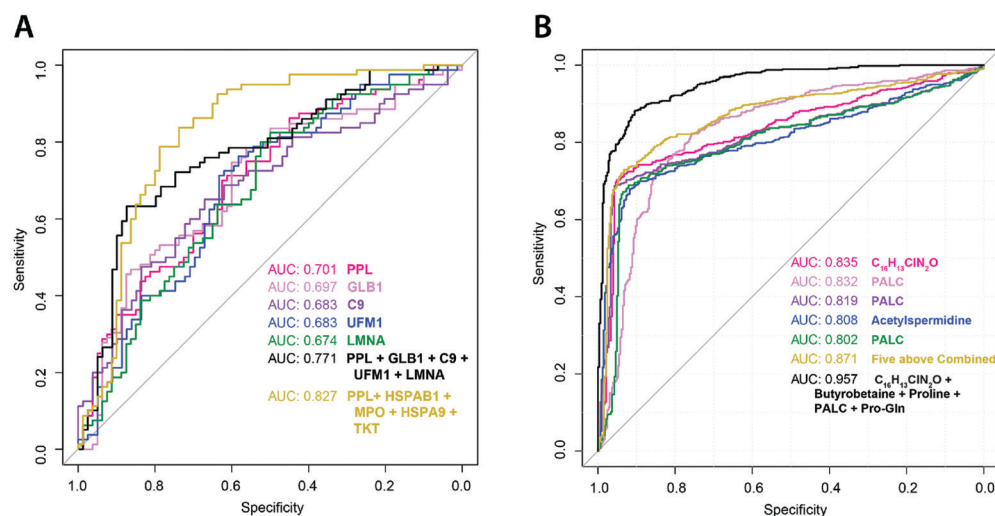 A
B
1.0
0.8
0.6
0.4
0.2
0.0
Sensitivity
AUC: 0.701 PPL
AUC: 0.697 GLB1
AUC: 0.683 C9
AUC: 0.683 UFM1
AUC: 0.674 LMNA
AUC: 0.771 PPL + GLB1 + C9 +
UFM1 + LMNA
AUC: 0.827 PPL+ HSPAB1 +
MPO + HSPA9 +
TKT
1.0 0.8 0.6 0.4 0.2 0.0
Specificity
1.0
0.8
0.6
0.4
0.2
0.0
Sensitivity
AUC: 0.835 C₁₆H₁₃ClN₂O
AUC: 0.832 PALC
AUC: 0.819 PALC
AUC: 0.808 Acetylspermidine
AUC: 0.802 PALC
AUC: 0.871 Five above Combined
AUC: 0.957 C₁₆H₁₃ClN₂O +
Butyrobetaine + Proline +
PALC + Pro-Gln
1.0 0.8 0.6 0.4 0.2 0.0
Specificity